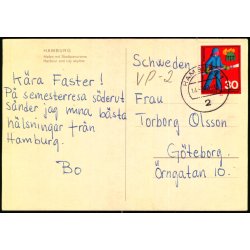 HAMBURG
Schweden
VP-2
30
2
Kära Faster!
På semesterresa söderut
sänder jag mina bästa
hälsningar från
Hamburg.
Bo
Frau
Torborg Olsson
Göteborg.
Örngatan 10.